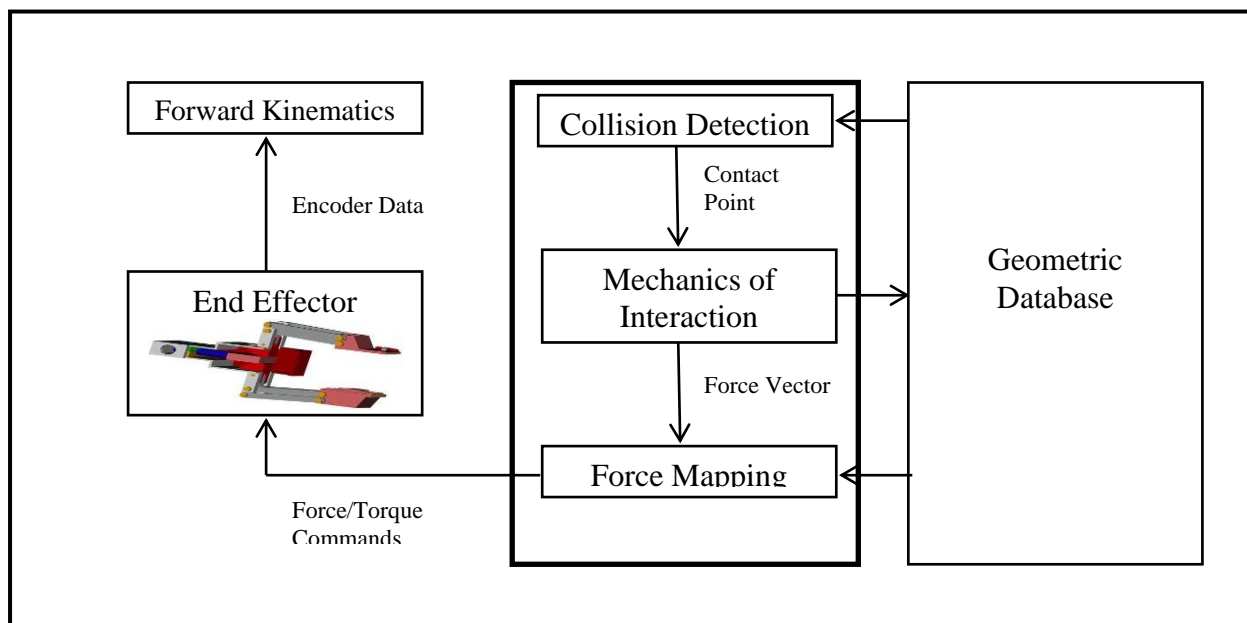 Forward Kinematics
Encoder Data
End Effector
Force/Torque
Commands
Collision Detection
Contact
Point
Mechanics of
Interaction
Force Vector
Force Mapping
Geometric
Database